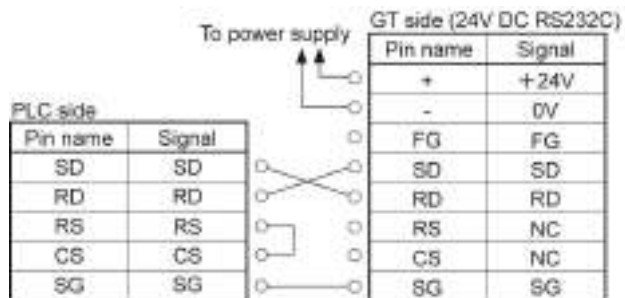 To power supply
GT side (24V DC RS232C)
Pin name Signal
+ +24V
- 0V
FG FG
SD SD
RD RD
RS NC
CS NC
SG SG
PLC side
Pin name Signal
SD SD
RD RD
RS RS
CS CS
SG SG